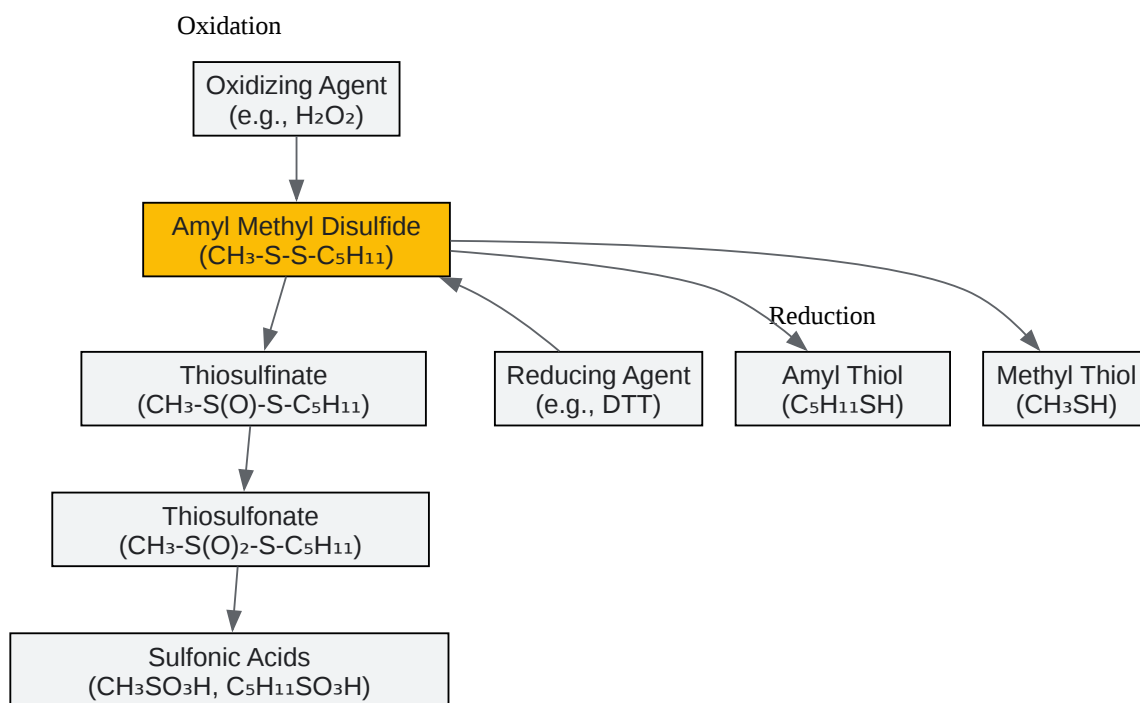 Oxidation
Oxidizing Agent
(e.g., H₂O₂)
Amyl Methyl Disulfide
(CH₃-S-S-C₅H₁₁)
Reduction
Thiosulfinate
(CH₃-S(O)-S-C₅H₁₁)
Reducing Agent
(e.g., DTT)
Amyl Thiol
(C₅H₁₁SH)
Methyl Thiol
(CH₃SH)
Thiosulfonate
(CH₃-S(O)₂-S-C₅H₁₁)
Sulfonic Acids
(CH₃SO₃H, C₅H₁₁SO₃H)